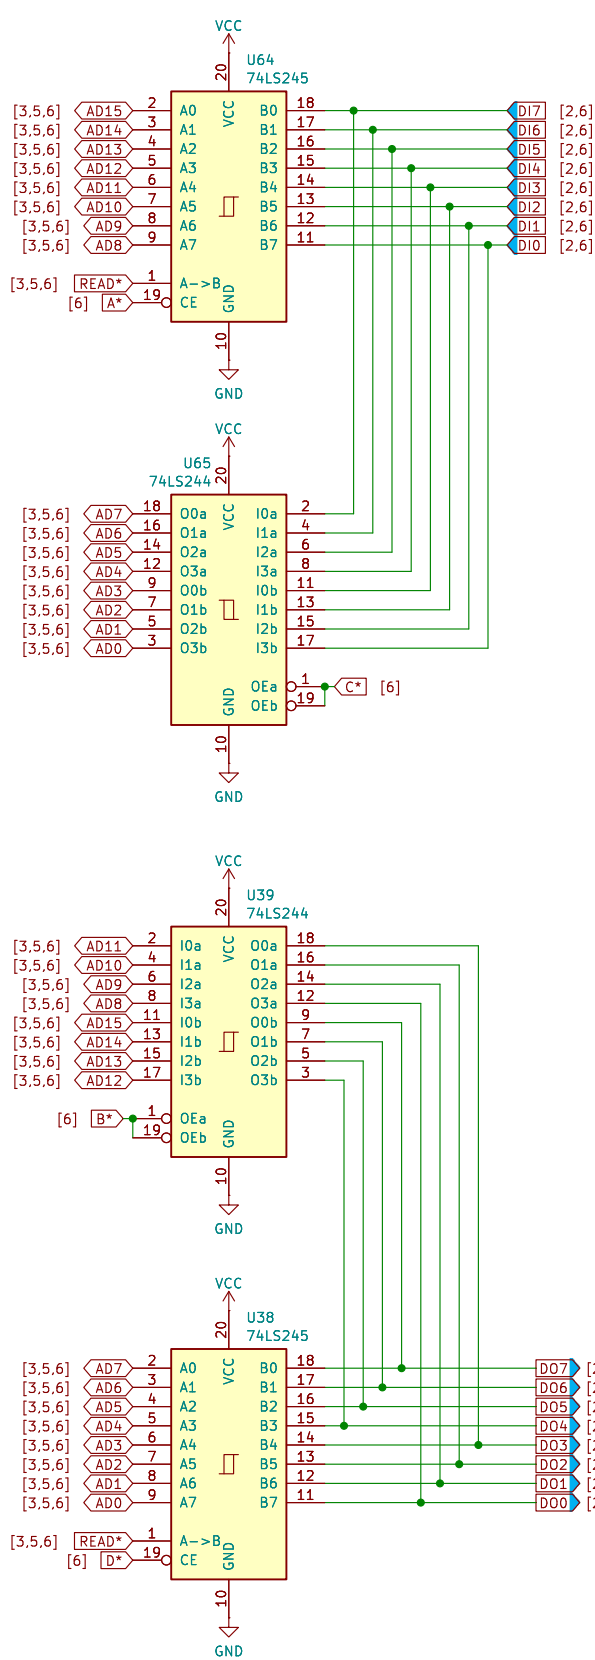 VCC
U64
74LS245
20
VCC
[3,5,6] AD15 2 A0 B0 18 DI7 [2,6]
[3,5,6] AD14 3 A1 B1 17 DI6 [2,6]
[3,5,6] AD13 4 A2 B2 16 DI5 [2,6]
[3,5,6] AD12 5 A3 B3 15 DI4 [2,6]
[3,5,6] AD11 6 A4 B4 14 DI3 [2,6]
[3,5,6] AD10 7 A5 B5 13 DI2 [2,6]
[3,5,6] AD9 8 A6 B6 12 DI1 [2,6]
[3,5,6] AD8 9 A7 B7 11 DI0 [2,6]
[3,5,6] READ* 1 A->B
[6] A* 19 CE
GND
10
GND
VCC
U65
74LS244
20
VCC
[3,5,6] AD7 18 O0a I0a 2
[3,5,6] AD6 16 O1a I1a 4
[3,5,6] AD5 14 O2a I2a 6
[3,5,6] AD4 12 O3a I3a 8
[3,5,6] AD3 9 O0b I0b 11
[3,5,6] AD2 7 O1b I1b 13
[3,5,6] AD1 5 O2b I2b 15
[3,5,6] AD0 3 O3b I3b 17
OEa 1 C* [6]
OEb 19
GND
10
GND
VCC
U39
74LS244
20
VCC
[3,5,6] AD11 2 I0a O0a 18
[3,5,6] AD10 4 I1a O1a 16
[3,5,6] AD9 6 I2a O2a 14
[3,5,6] AD8 8 I3a O3a 12
[3,5,6] AD15 11 I0b O0b 9
[3,5,6] AD14 13 I1b O1b 7
[3,5,6] AD13 15 I2b O2b 5
[3,5,6] AD12 17 I3b O3b 3
[6] B* 1 OEa
19 OEb
GND
10
GND
VCC
U38
74LS245
20
VCC
[3,5,6] AD7 2 A0 B0 18 DO7
[3,5,6] AD6 3 A1 B1 17 DO6
[3,5,6] AD5 4 A2 B2 16 DO5
[3,5,6] AD4 5 A3 B3 15 DO4
[3,5,6] AD3 6 A4 B4 14 DO3
[3,5,6] AD2 7 A5 B5 13 DO2
[3,5,6] AD1 8 A6 B6 12 DO1
[3,5,6] AD0 9 A7 B7 11 DO0
[3,5,6] READ* 1 A->B
[6] D* 19 CE
GND
10
GND